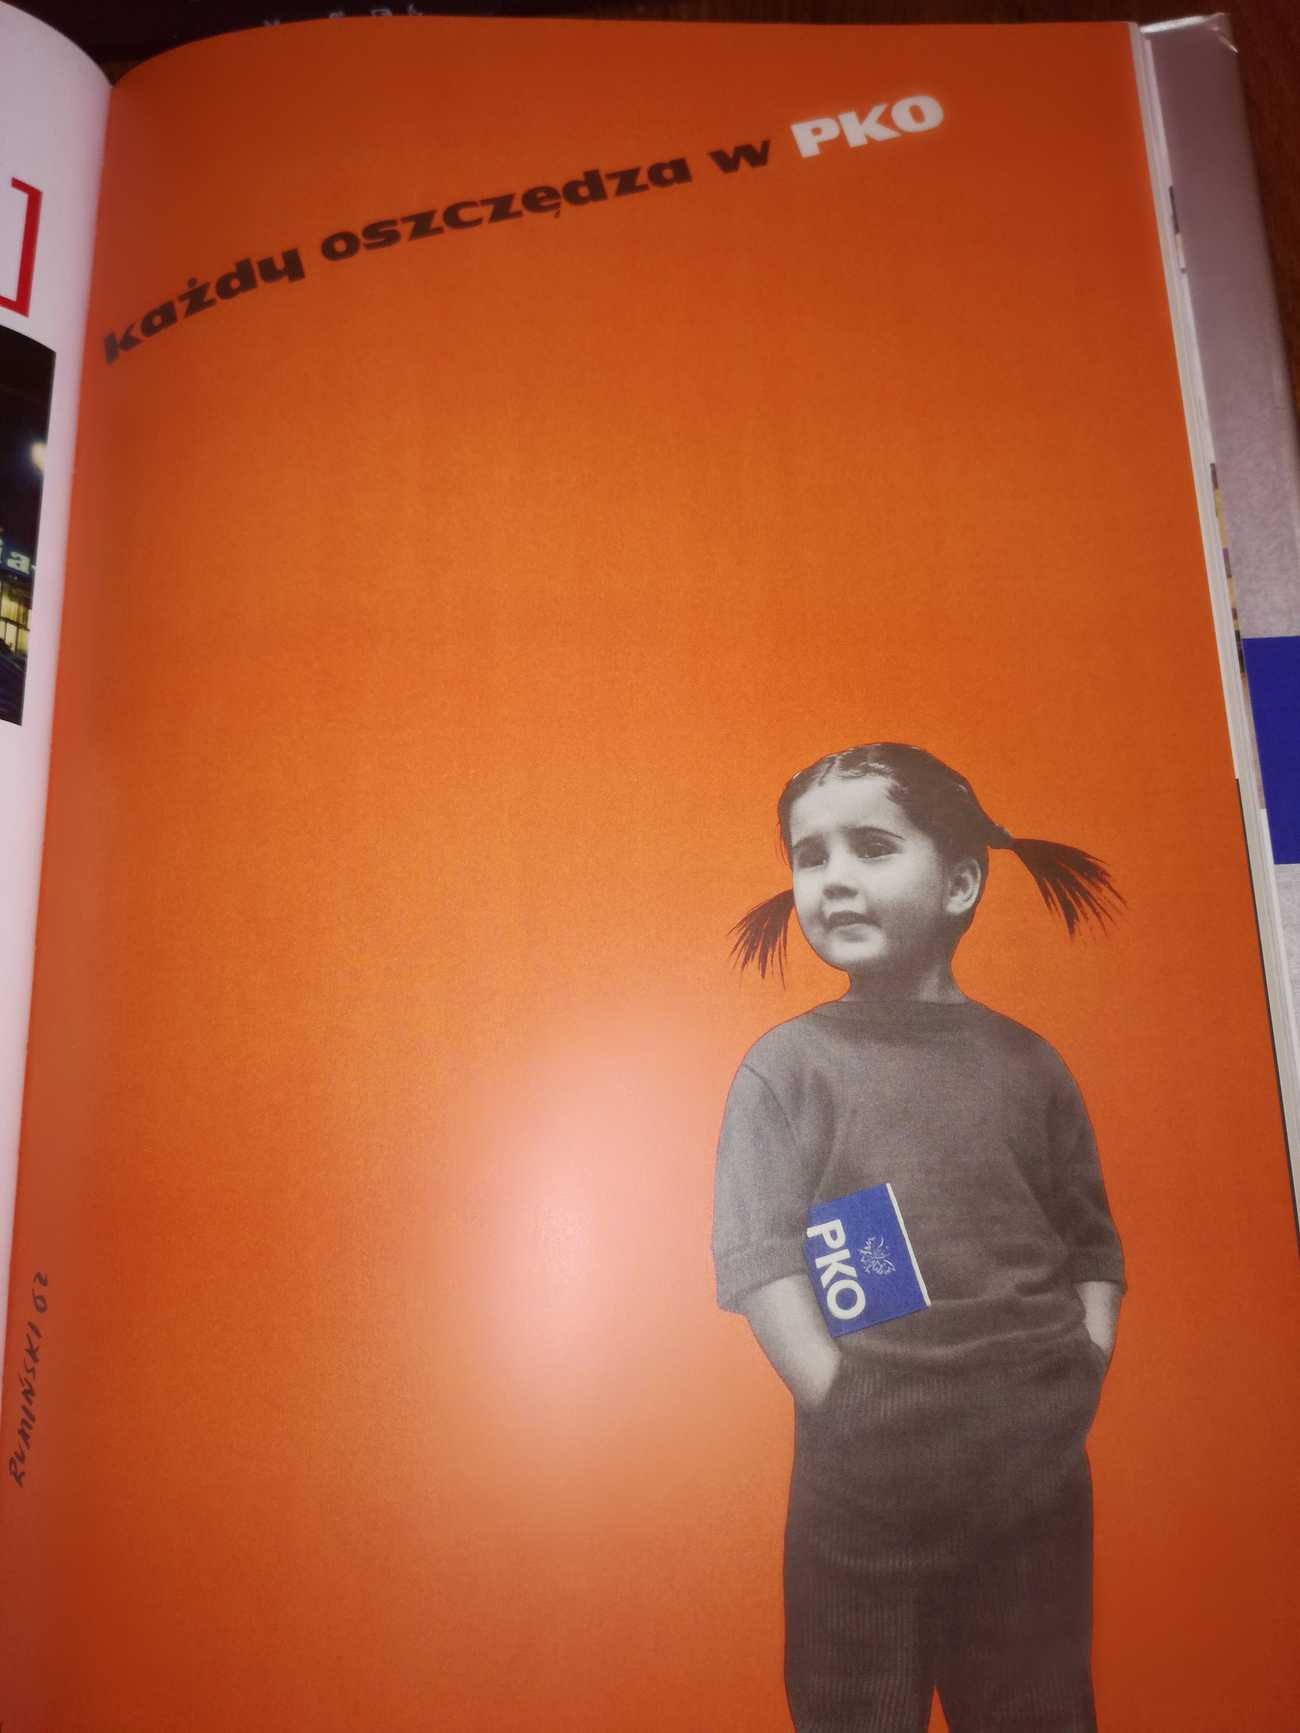 każdy oszczędza w PKO
PKO
RUMIŃSKI 62